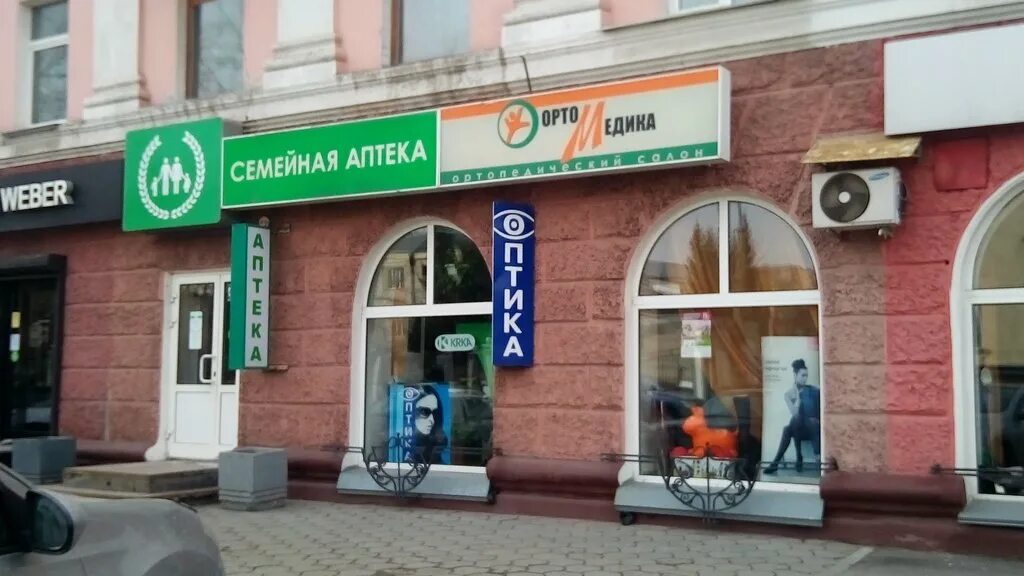 WEBER
СЕМЕЙНАЯ АПТЕКА
ОРТО МЕДИКА
ортопедический салон
АПТЕКА
ОПТИКА
KRKA
ОПТИКА